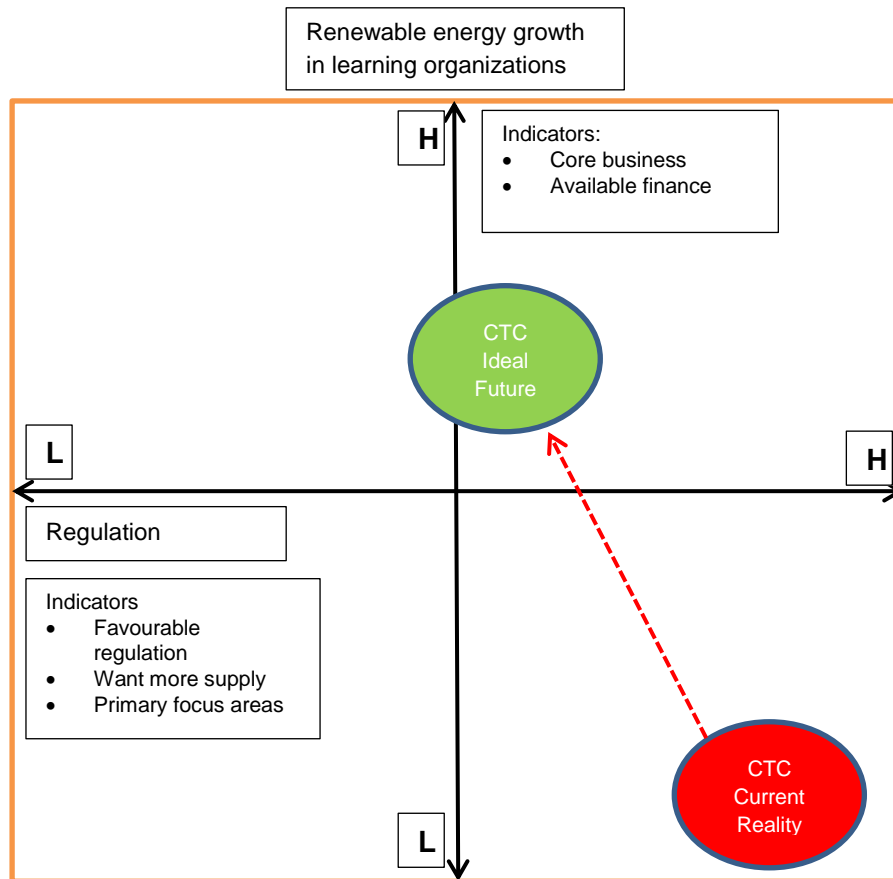 Renewable energy growth
in learning organizations
H
Indicators:
• Core business
• Available finance
CTC
Ideal
Future
L
H
Regulation
Indicators
• Favourable
regulation
• Want more supply
• Primary focus areas
CTC
Current
Reality
L